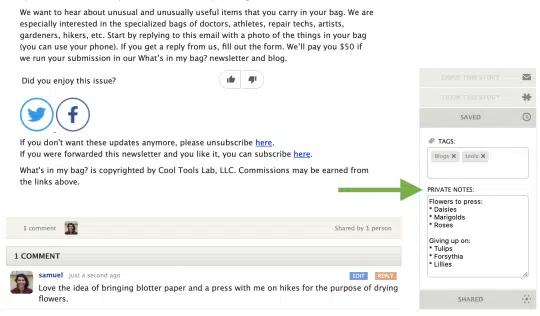 We want to hear about unusual and unusually useful items that you carry in your bag. We are
especially interested in the specialized bags of doctors, athletes, repair techs, artists,
gardeners, hikers, etc. Start by replying to this email with a photo of the things in your bag
(you can use your phone). If you get a reply from us, fill out the form. We'll pay you $50 if
we run your submission in our What's in my bag? newsletter and blog.
Did you enjoy this issue?
If you don't want these updates anymore, please unsubscribe here.
If you were forwarded this newsletter and you like it, you can subscribe here.
What's in my bag? is copyrighted by Cool Tools Lab, LLC. Commissions may be earned from
the links above.
1 comment
Shared by 1 person
1 COMMENT
samuel just a second ago
EDIT REPLY
Love the idea of bringing blotter paper and a press with me on hikes for the purpose of drying
flowers.
EMAIL THIS STORY
TRAIN THIS STORY
SAVED
TAGS:
Blogs
tools
PRIVATE NOTES:
Flowers to press:
* Daisies
* Marigolds
* Roses
Giving up on:
* Tulips
* Forsythia
* Lillies
SHARED